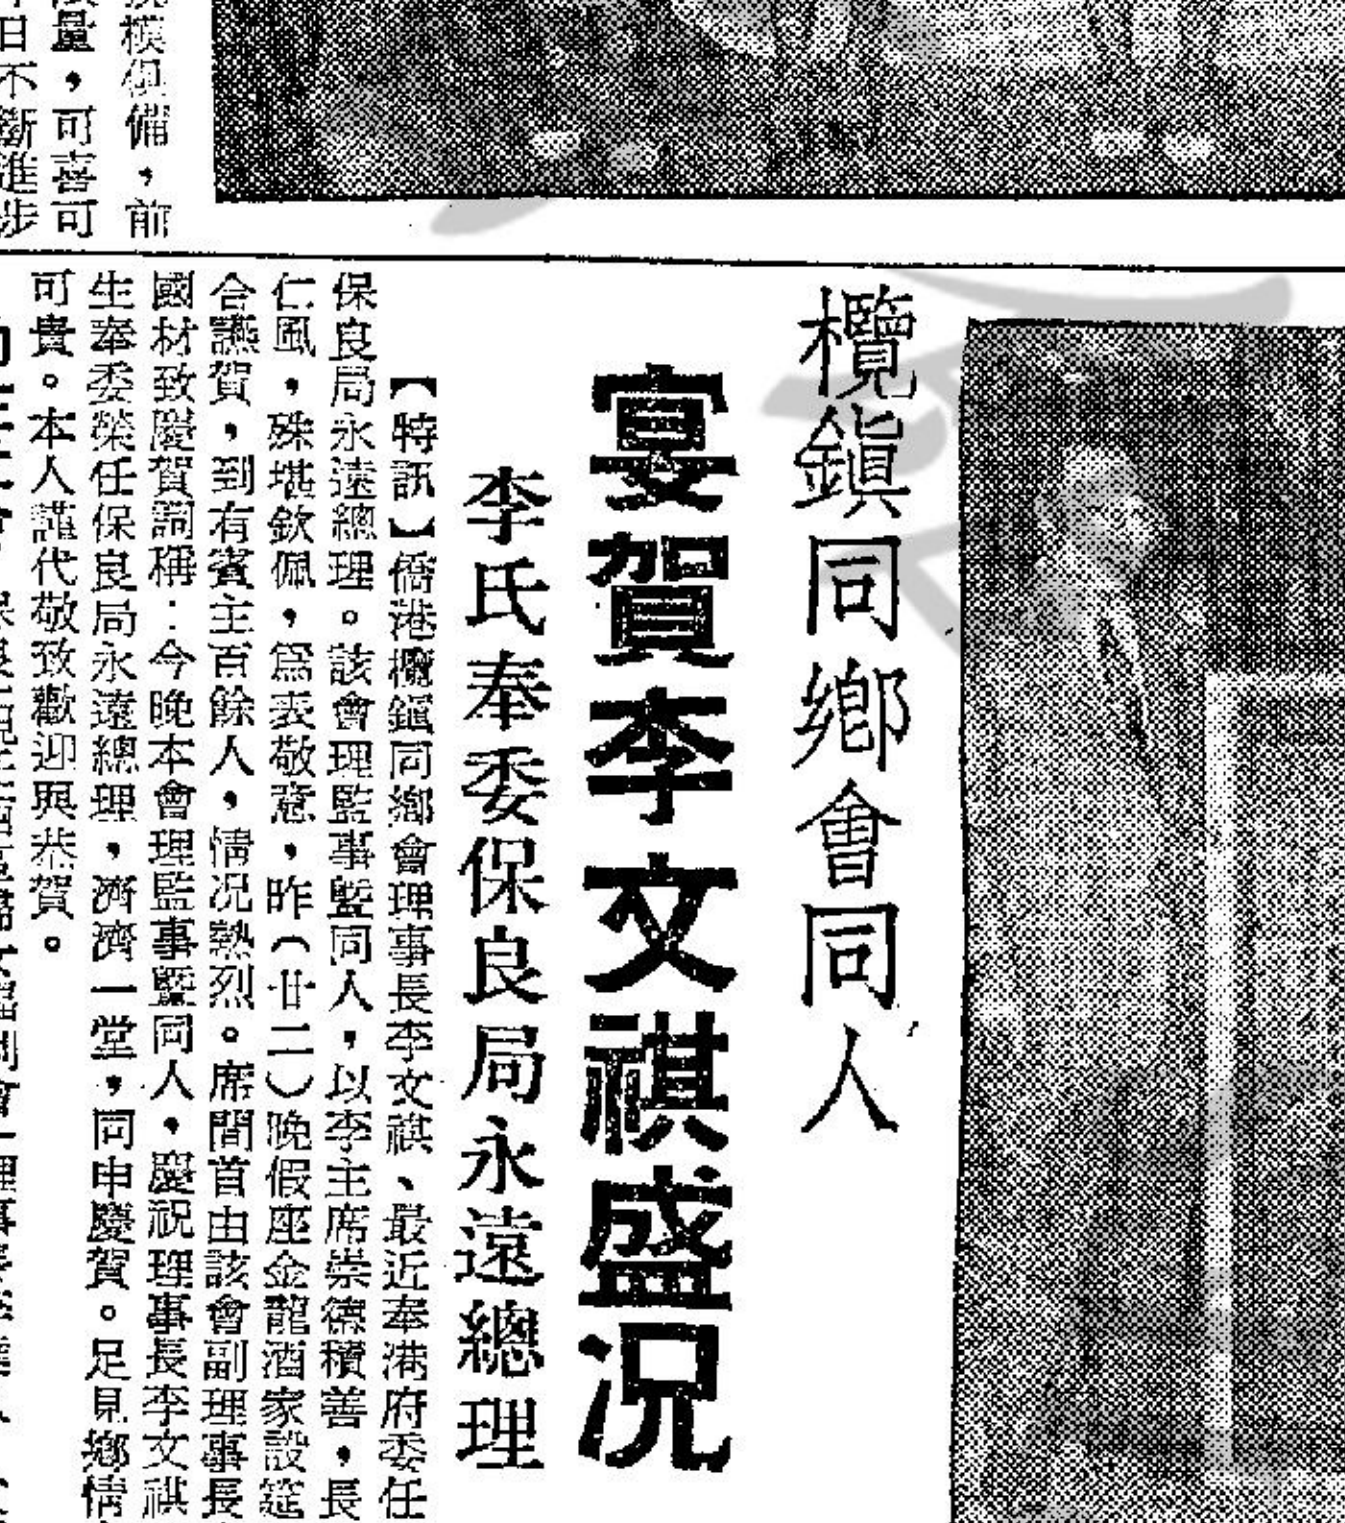 欖鎭同鄉會同人
宴賀李文祺盛况
李氏奉委保良局永遠總理
【特訊】僑港欖鎭同鄉會理事長李文祺、最近奉港府委任
保良局永遠總理。該會理監事曁同人，以李主席崇德積善，長
仁風，殊堪欽佩，爲表敬意，昨（廿二）晚假座金龍酒家設筵
合讌賀，到有賓主百餘人，情况熱烈。席間首由該會副理事長
國材致慶賀詞稱：今晚本會理監事曁同人，慶祝理事長李文祺
生奉委榮任保良局永遠總理，濟濟一堂，同申慶賀。足見鄉情
可貴。本人謹代敬致歡迎與恭賀。
模俱備，前
量，可喜可
日不斷進步